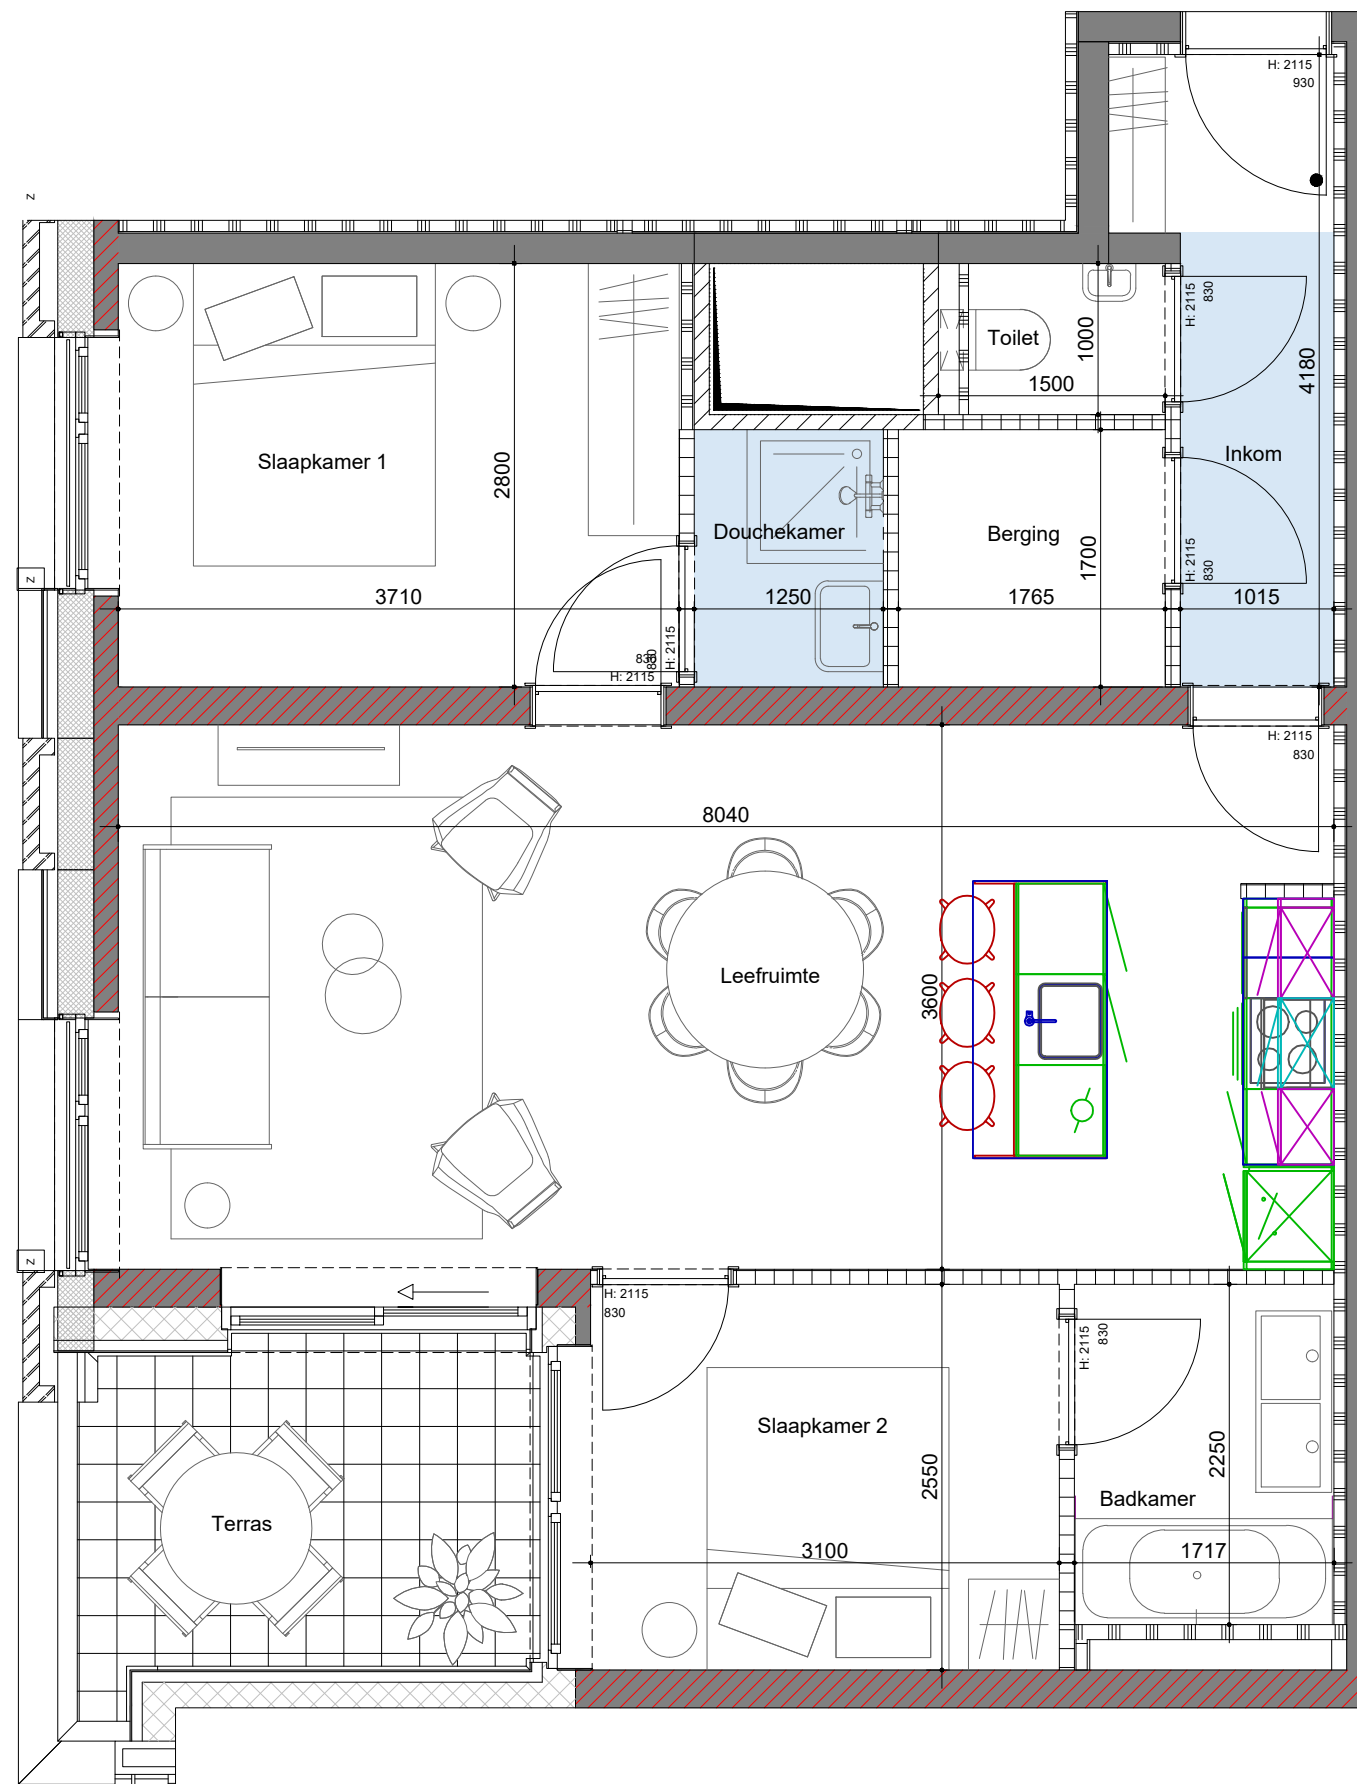 H: 2115
930
Z
H: 2115
830
Toilet
1000
1500
4180
Slaapkamer 1
2800
Inkom
Douchekamer
Berging
1700
H: 2115
830
Z
3710
1250
1765
1015
H: 2115
830
830
H: 2115
H: 2115
830
8040
Leefruimte
3600
Z
H: 2115
830
H: 2115
830
Slaapkamer 2
2550
2250
Badkamer
Terras
3100
1717